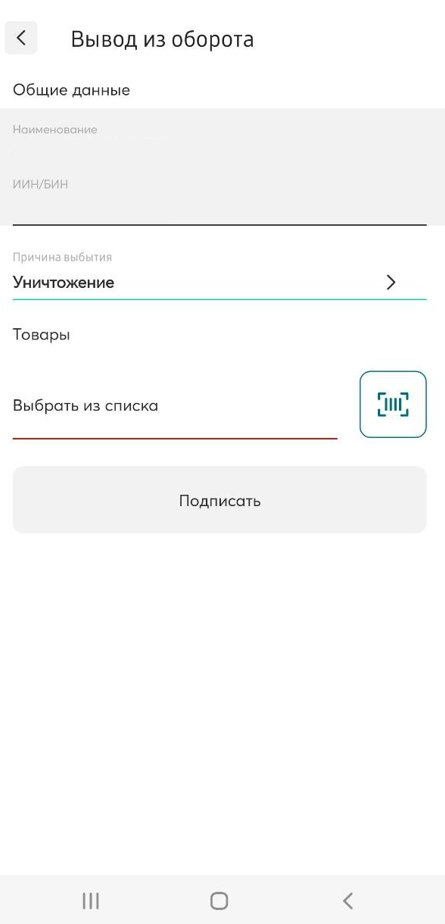 Вывод из оборота
Общие данные
Наименование
ИИН/БИН
Причина выбытия
Уничтожение
Товары
Выбрать из списка
Подписать